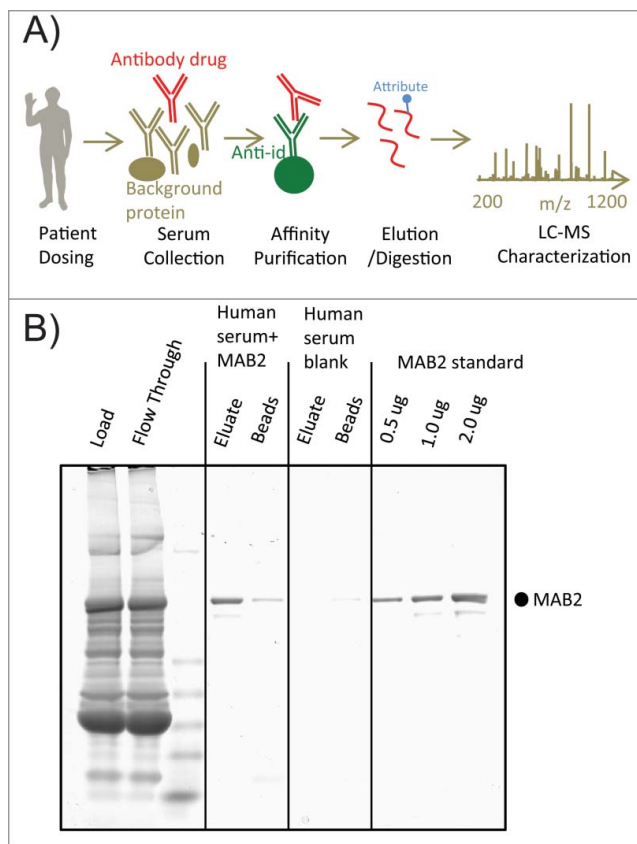 A)
Antibody drug
Attribute
Anti-id
Background
protein
200 m/z 1200
Patient
Dosing
Serum
Collection
Affinity
Purification
Elution
/Digestion
LC-MS
Characterization
B)
Human
serum+
MAB2
Human
serum
blank
MAB2 standard
Load
Flow Through
Eluate
Beads
Eluate
Beads
0.5 ug
1.0 ug
2.0 ug
MAB2